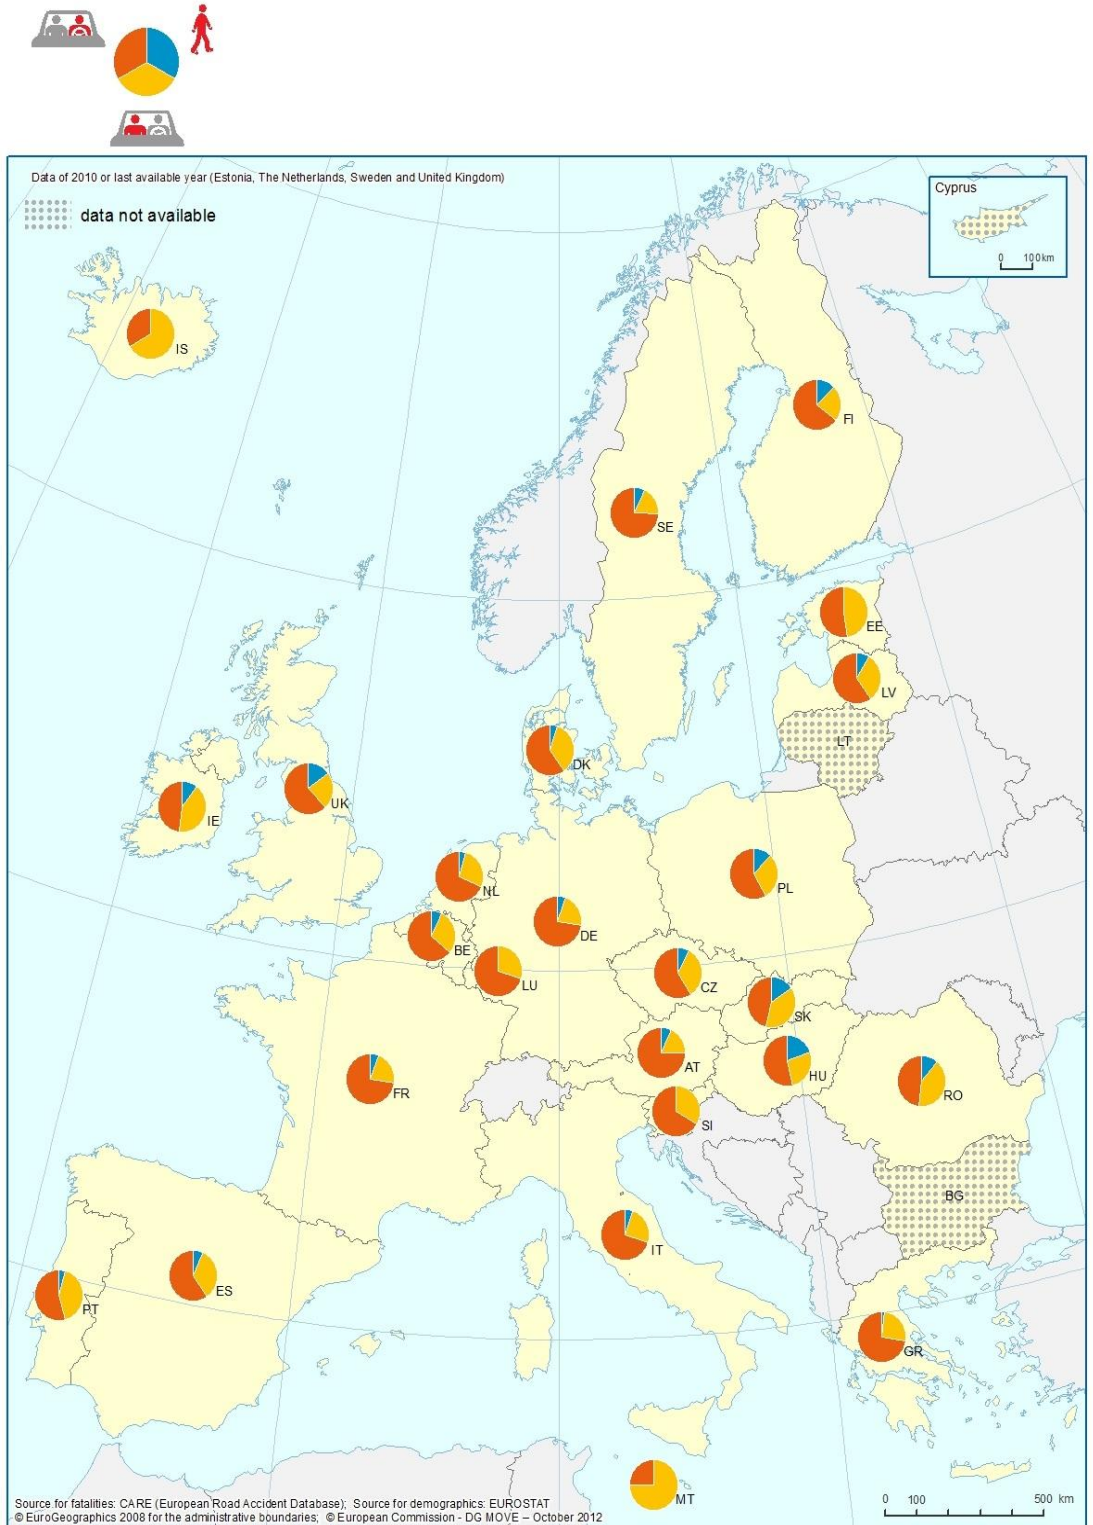 Data of 2010 or last available year (Estonia, The Netherlands, Sweden and United Kingdom)
data not available
Cyprus
0 100 km
IS
FI
SE
EE
LV
LT
DK
UK
IE
NL
PL
BE
DE
LU
CZ
SK
AT
HU
FR
RO
SI
BG
IT
ES
PT
GR
MT
Source for fatalities: CARE (European Road Accident Database); Source for demographics: EUROSTAT
© EuroGeographics 2008 for the administrative boundaries; © European Commission - DG MOVE – October 2012
0 100 500 km